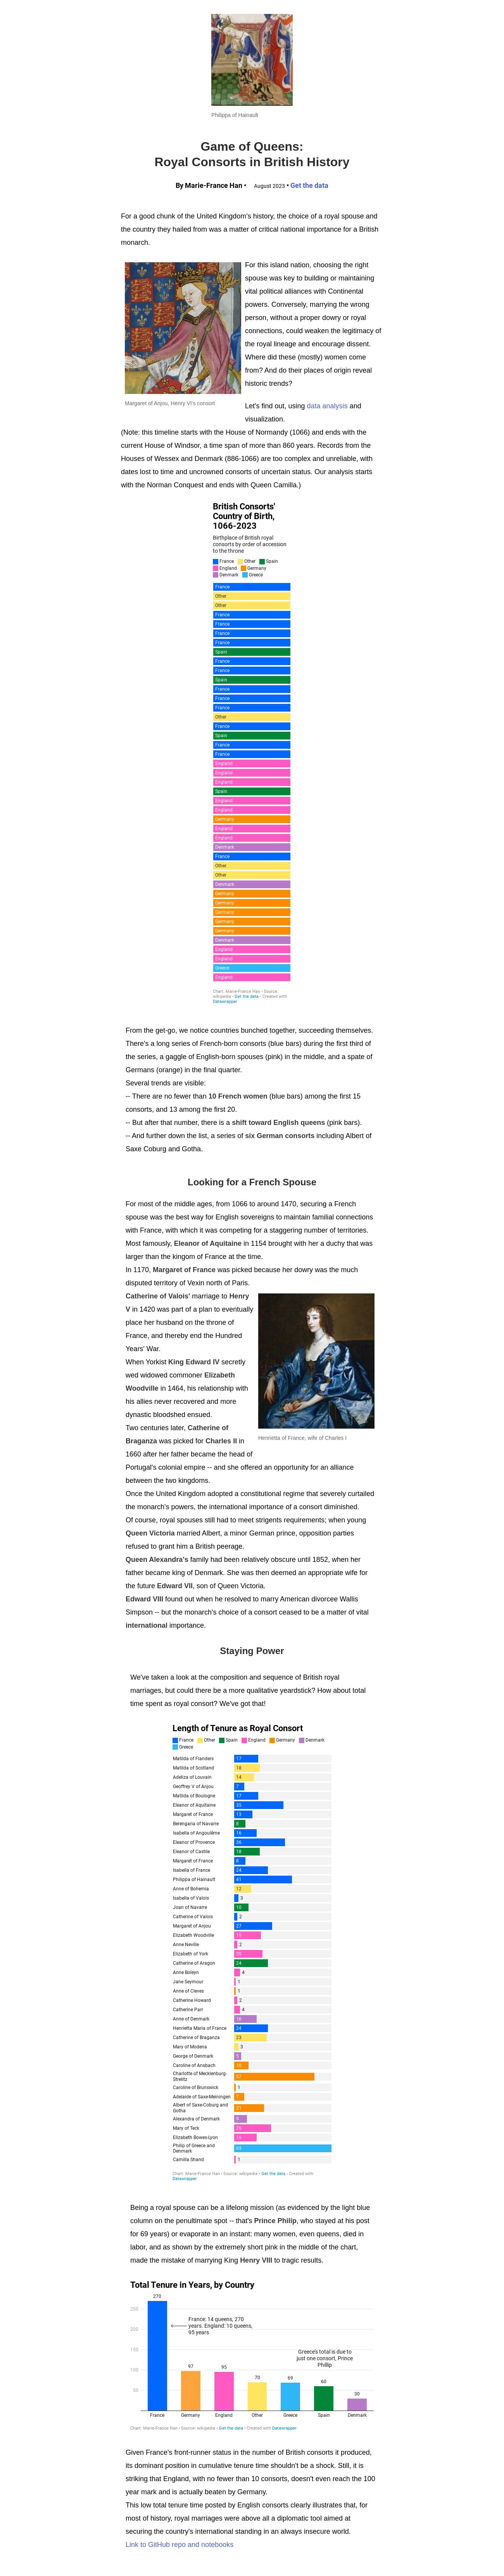 Philippa of Hainault
Game of Queens:
Royal Consorts in British History
By Marie-France Han • August 2023 • Get the data
For a good chunk of the United Kingdom's history, the choice of a royal spouse and
the country they hailed from was a matter of critical national importance for a British
monarch.
For this island nation, choosing the right
spouse was key to building or maintaining
vital political alliances with Continental
powers. Conversely, marrying the wrong
person, without a proper dowry or royal
connections, could weaken the legitimacy of
the royal lineage and encourage dissent.
Where did these (mostly) women come
from? And do their places of origin reveal
historic trends?
Margaret of Anjou, Henry VI's consort
Let's find out, using data analysis and
visualization.
(Note: this timeline starts with the House of Normandy (1066) and ends with the
current House of Windsor, a time span of more than 860 years. Records from the
Houses of Wessex and Denmark (886-1066) are too complex and unreliable, with
dates lost to time and uncrowned consorts of uncertain status. Our analysis starts
with the Norman Conquest and ends with Queen Camilla.)
British Consorts'
Country of Birth,
1066-2023
Birthplace of British royal
consorts by order of accession
to the throne
France Other Spain
England Germany
Denmark Greece
France
Other
Other
France
France
France
France
Spain
France
France
Spain
France
France
France
Other
France
Spain
France
France
England
England
England
Spain
England
England
Germany
England
England
Denmark
France
Other
Other
Denmark
Germany
Germany
Germany
Germany
Germany
Denmark
England
England
Greece
England
Chart: Marie-France Han • Source:
wikipedia • Get the data • Created with
Datawrapper
From the get-go, we notice countries bunched together, succeeding themselves.
There's a long series of French-born consorts (blue bars) during the first third of
the series, a gaggle of English-born spouses (pink) in the middle, and a spate of
Germans (orange) in the final quarter.
Several trends are visible:
-- There are no fewer than 10 French women (blue bars) among the first 15
consorts, and 13 among the first 20.
-- But after that number, there is a shift toward English queens (pink bars).
-- And further down the list, a series of six German consorts including Albert of
Saxe Coburg and Gotha.
Looking for a French Spouse
For most of the middle ages, from 1066 to around 1470, securing a French
spouse was the best way for English sovereigns to maintain familial connections
with France, with which it was competing for a staggering number of territories.
Most famously, Eleanor of Aquitaine in 1154 brought with her a duchy that was
larger than the kingom of France at the time.
In 1170, Margaret of France was picked because her dowry was the much
disputed territory of Vexin north of Paris.
Catherine of Valois' marriage to Henry
V in 1420 was part of a plan to eventually
place her husband on the throne of
France, and thereby end the Hundred
Years' War.
When Yorkist King Edward IV secretly
wed widowed commoner Elizabeth
Woodville in 1464, his relationship with
his allies never recovered and more
dynastic bloodshed ensued.
Two centuries later, Catherine of
Braganza was picked for Charles II in
1660 after her father became the head of
Henrietta of France, wife of Charles I
Portugal's colonial empire -- and she offered an opportunity for an alliance
between the two kingdoms.
Once the United Kingdom adopted a constitutional regime that severely curtailed
the monarch's powers, the international importance of a consort diminished.
Of course, royal spouses still had to meet strigents requirements; when young
Queen Victoria married Albert, a minor German prince, opposition parties
refused to grant him a British peerage.
Queen Alexandra's family had been relatively obscure until 1852, when her
father became king of Denmark. She was then deemed an appropriate wife for
the future Edward VII, son of Queen Victoria.
Edward VIII found out when he resolved to marry American divorcee Wallis
Simpson -- but the monarch's choice of a consort ceased to be a matter of vital
international importance.
Staying Power
We've taken a look at the composition and sequence of British royal
marriages, but could there be a more qualitative yeardstick? How about total
time spent as royal consort? We've got that!
Length of Tenure as Royal Consort
France Other Spain England Germany Denmark
Greece
Matilda of Flanders 17
Matilda of Scotland 18
Adeliza of Louvain 14
Geoffrey V of Anjou 7
Matilda of Boulogne 17
Eleanor of Aquitaine 35
Margaret of France 13
Berengaria of Navarre 8
Isabella of Angoulême 16
Eleanor of Provence 36
Eleanor of Castile 18
Margaret of France 8
Isabella of France 24
Philippa of Hainault 41
Anne of Bohemia 12
Isabella of Valois 3
Joan of Navarre 10
Catherine of Valois 2
Margaret of Anjou 27
Elizabeth Woodville 19
Anne Neville 2
Elizabeth of York 20
Catherine of Aragon 24
Anne Boleyn 4
Jane Seymour 1
Anne of Cleves 1
Catherine Howard 2
Catherine Parr 4
Anne of Denmark 16
Henrietta Maria of France 24
Catherine of Braganza 23
Mary of Modena 3
George of Denmark 5
Caroline of Ansbach 10
Charlotte of Mecklenburg-
Strelitz 57
Caroline of Brunswick 1
Adelaide of Saxe-Meiningen 7
Albert of Saxe-Coburg and
Gotha 21
Alexandra of Denmark 9
Mary of Teck 26
Elizabeth Bowes-Lyon 16
Philip of Greece and
Denmark 69
Camilla Shand 1
Chart: Marie-France Han • Source: wikipedia • Get the data • Created with
Datawrapper
Being a royal spouse can be a lifelong mission (as evidenced by the light blue
column on the penultimate spot -- that's Prince Philip, who stayed at his post
for 69 years) or evaporate in an instant: many women, even queens, died in
labor, and as shown by the extremely short pink in the middle of the chart,
made the mistake of marrying King Henry VIII to tragic results.
Total Tenure in Years, by Country
270
250
France: 14 queens, 270
years. England: 10 queens,
95 years
200
150
Greece's total is due to
just one consort, Prince
Phillip
100
97
95
70
69
60
50
30
France Germany England Other Greece Spain Denmark
Chart: Marie-France Han • Source: wikipedia • Get the data • Created with Datawrapper
Given France's front-runner status in the number of British consorts it produced,
its dominant position in cumulative tenure time shouldn't be a shock. Still, it is
striking that England, with no fewer than 10 consorts, doesn't even reach the 100
year mark and is actually beaten by Germany.
This low total tenure time posted by English consorts clearly illustrates that, for
most of history, royal marriages were above all a diplomatic tool aimed at
securing the country's international standing in an always insecure world.
Link to GitHub repo and notebooks